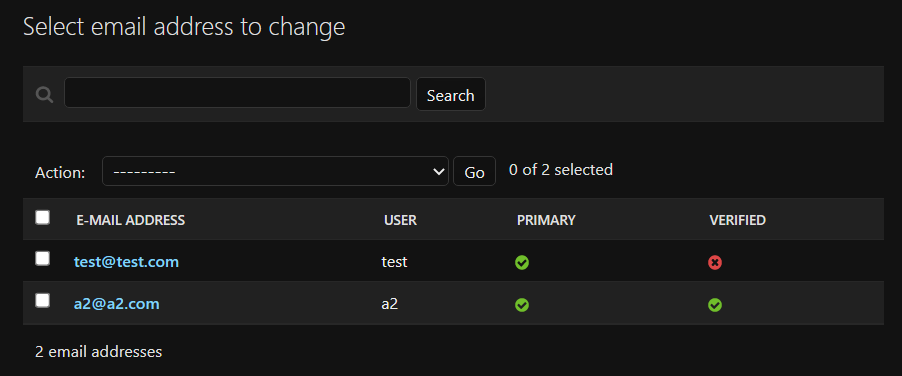 Select email address to change
Search
Action: --------- Go 0 of 2 selected
E-MAIL ADDRESS USER PRIMARY VERIFIED
test@test.com test
a2@a2.com a2
2 email addresses